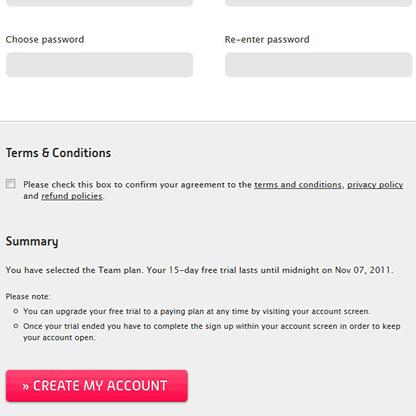 Choose password
Re-enter password
Terms & Conditions
Please check this box to confirm your agreement to the terms and conditions, privacy policy
and refund policies.
Summary
You have selected the Team plan. Your 15-day free trial lasts until midnight on Nov 07, 2011.
Please note:
You can upgrade your free trial to a paying plan at any time by visiting your account screen.
Once your trial ended you have to complete the sign up within your account screen in order to keep
your account open.
» CREATE MY ACCOUNT